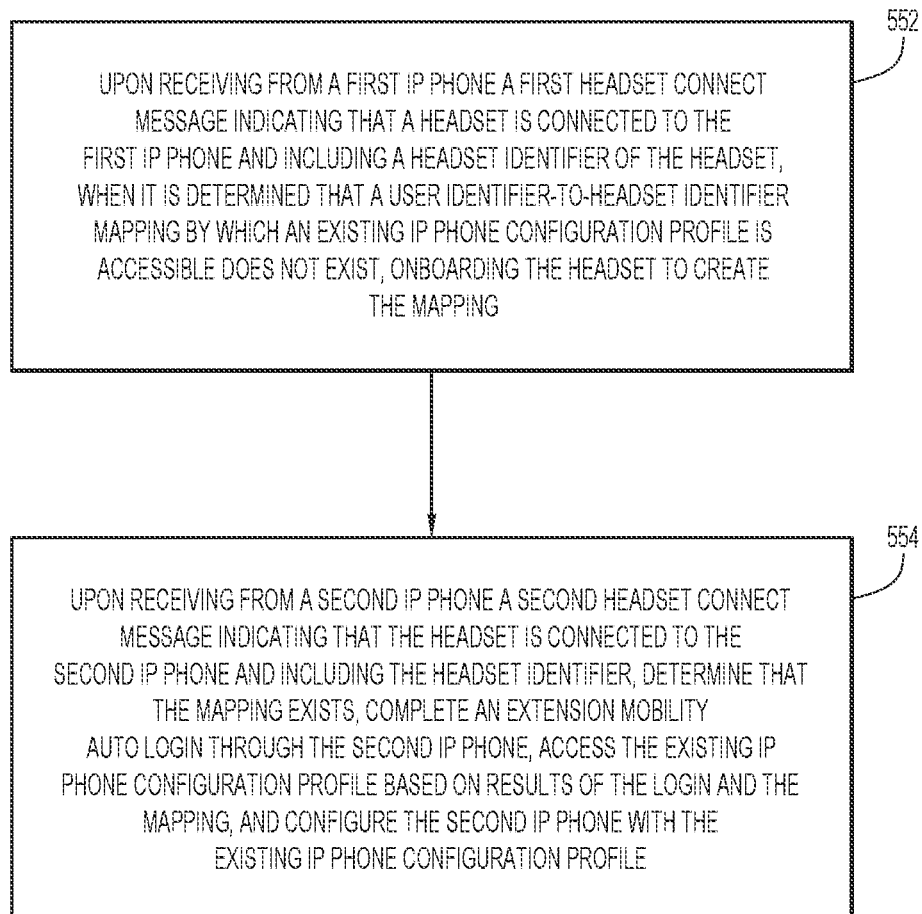 552
UPON RECEIVING FROM A FIRST IP PHONE A FIRST HEADSET CONNECT
MESSAGE INDICATING THAT A HEADSET IS CONNECTED TO THE
FIRST IP PHONE AND INCLUDING A HEADSET IDENTIFIER OF THE HEADSET,
WHEN IT IS DETERMINED THAT A USER IDENTIFIER-TO-HEADSET IDENTIFIER
MAPPING BY WHICH AN EXISTING IP PHONE CONFIGURATION PROFILE IS
ACCESSIBLE DOES NOT EXIST, ONBOARDING THE HEADSET TO CREATE
THE MAPPING
554
UPON RECEIVING FROM A SECOND IP PHONE A SECOND HEADSET CONNECT
MESSAGE INDICATING THAT THE HEADSET IS CONNECTED TO THE
SECOND IP PHONE AND INCLUDING THE HEADSET IDENTIFIER, DETERMINE THAT
THE MAPPING EXISTS, COMPLETE AN EXTENSION MOBILITY
AUTO LOGIN THROUGH THE SECOND IP PHONE, ACCESS THE EXISTING IP
PHONE CONFIGURATION PROFILE BASED ON RESULTS OF THE LOGIN AND THE
MAPPING, AND CONFIGURE THE SECOND IP PHONE WITH THE
EXISTING IP PHONE CONFIGURATION PROFILE